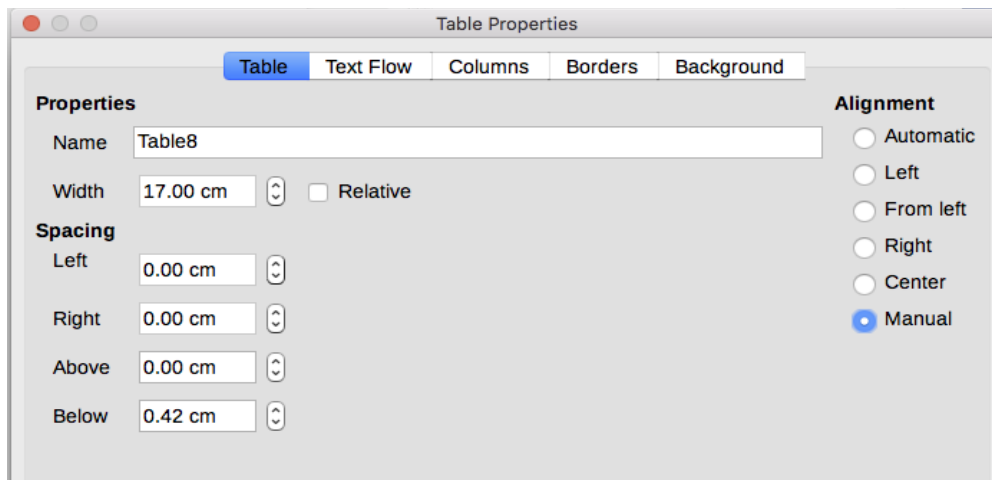 Table Properties
Table Text Flow Columns Borders Background
Properties
Name Table8
Width 17.00 cm Relative
Spacing
Left 0.00 cm
Right 0.00 cm
Above 0.00 cm
Below 0.42 cm
Alignment
Automatic
Left
From left
Right
Center
Manual